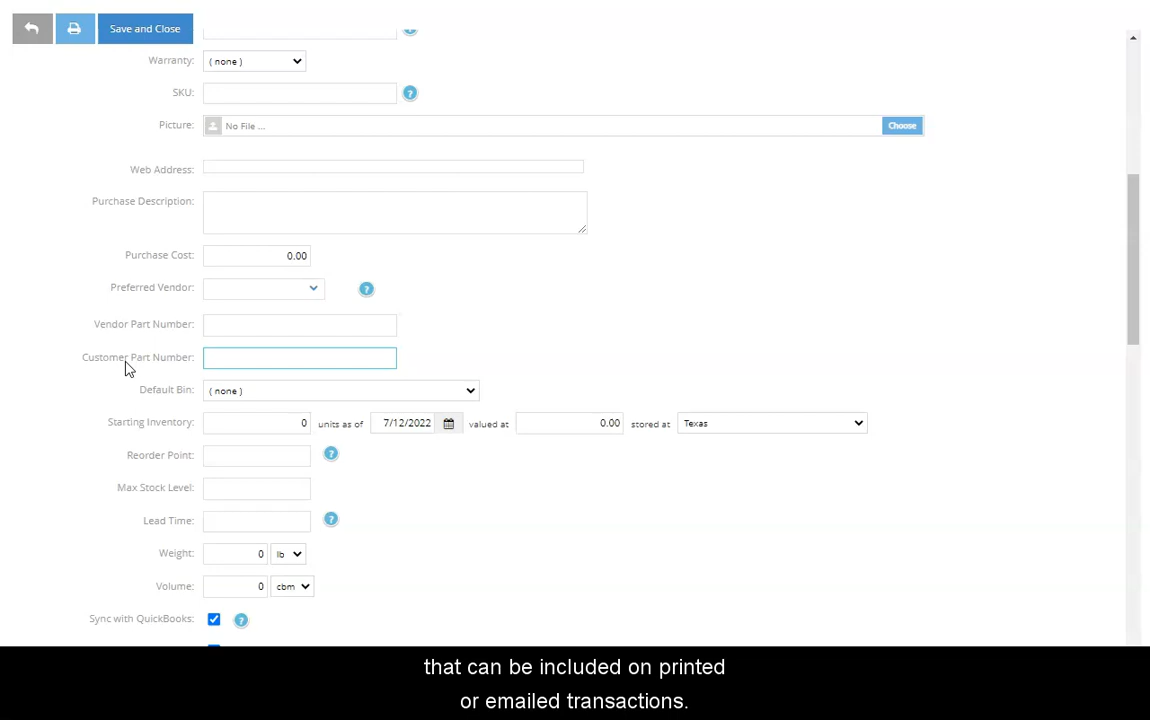 Save and Close
Warranty: ( none )
SKU: ?
Picture: No File ... Choose
Web Address:
Purchase Description:
Purchase Cost: 0.00
Preferred Vendor: ?
Vendor Part Number:
Customer Part Number:
Default Bin: ( none )
Starting Inventory: 0 units as of 7/12/2022 valued at 0.00 stored at Texas
Reorder Point: ?
Max Stock Level:
Lead Time: ?
Weight: 0 lb
Volume: 0 cbm
Sync with QuickBooks: ?
that can be included on printed
or emailed transactions.